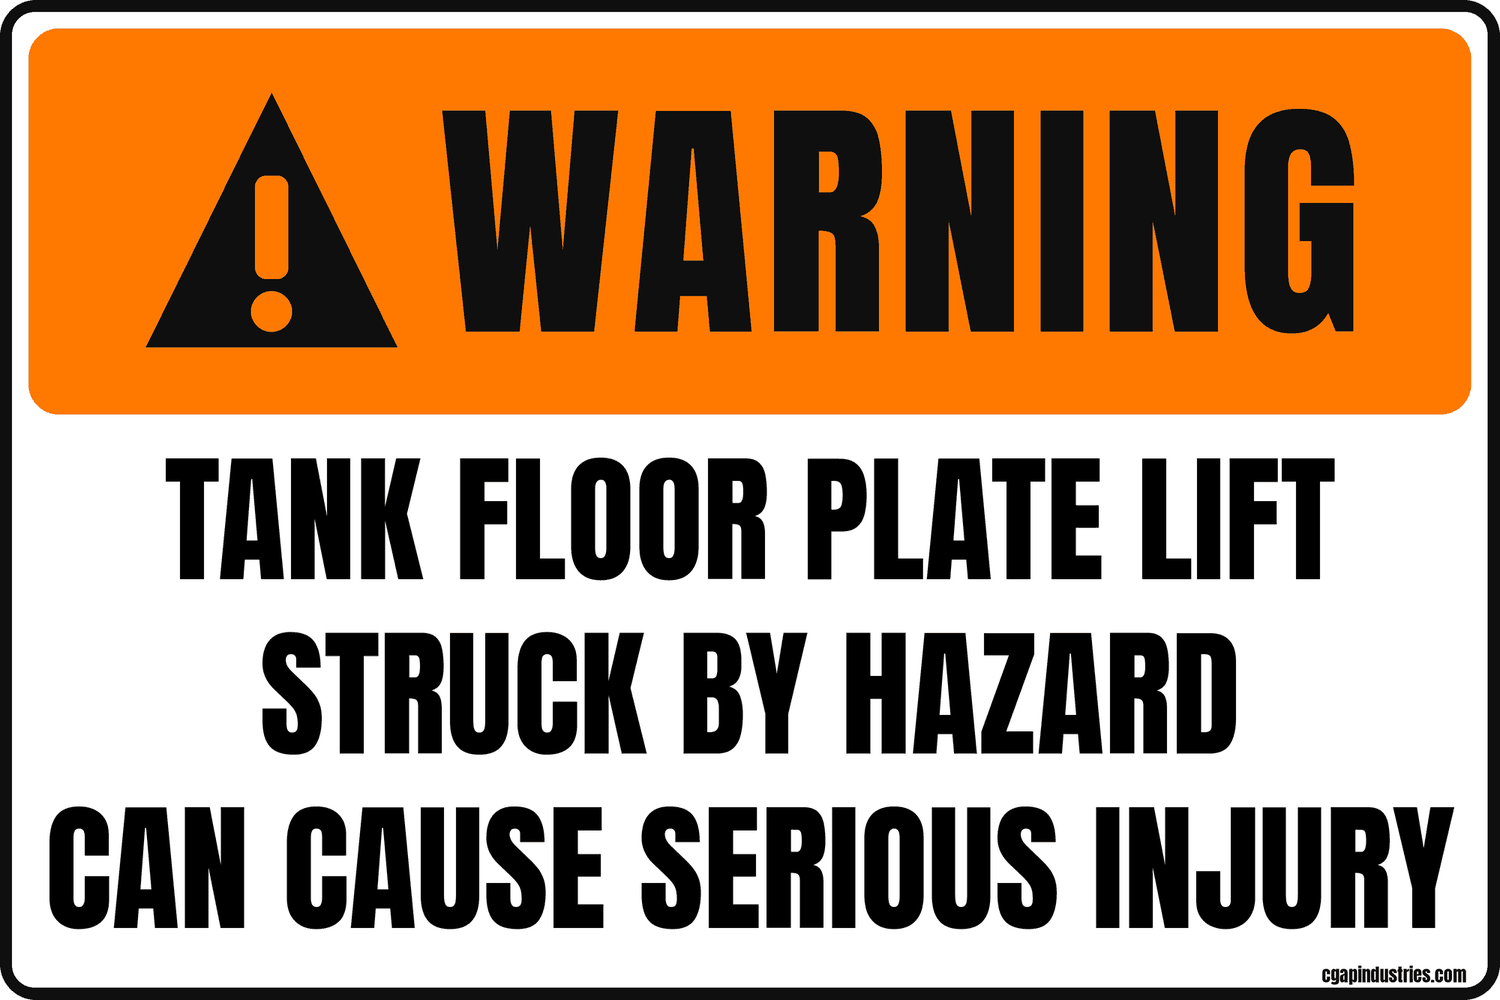 WARNING
TANK FLOOR PLATE LIFT
STRUCK BY HAZARD
CAN CAUSE SERIOUS INJURY
cgapindustries.com